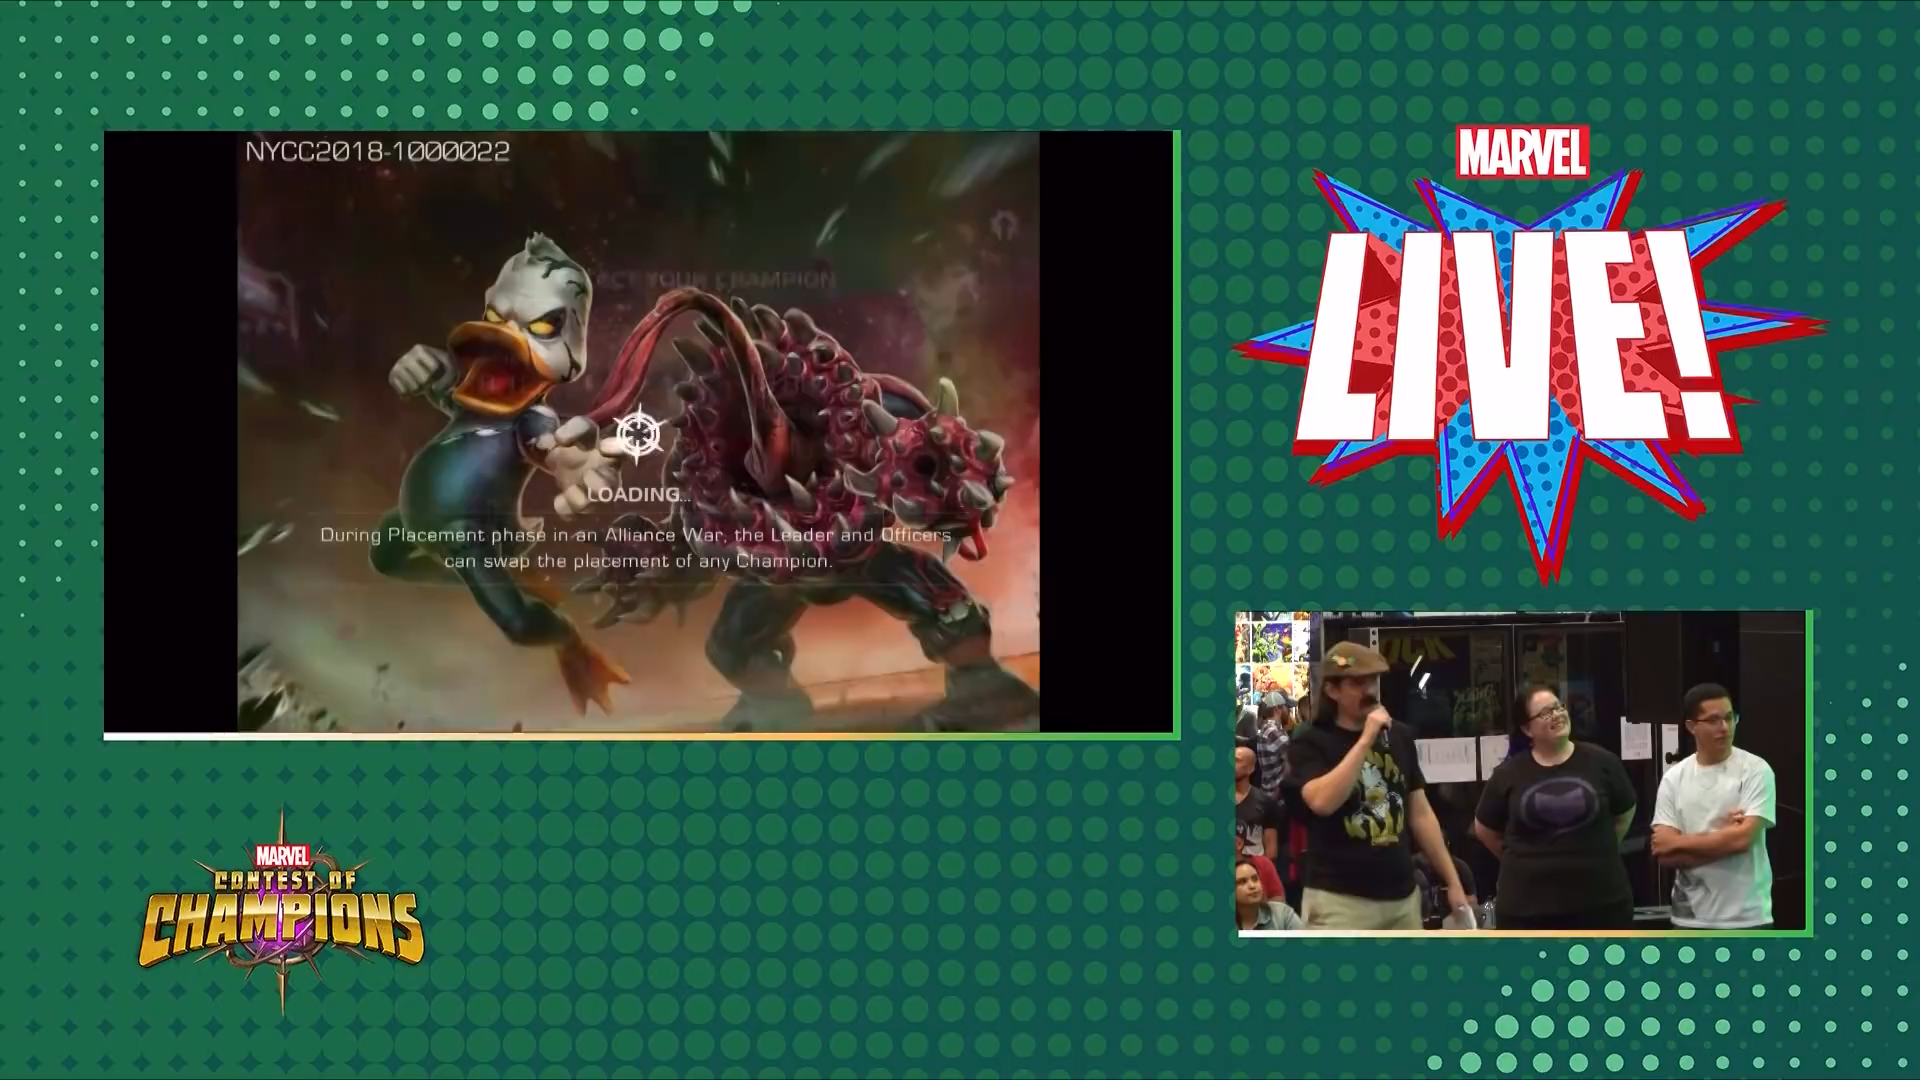 NYCC2018-1000022
LOADING...
During Placement phase in an Alliance War, the Leader and Officers
can swap the placement of any Champion.
MARVEL
LIVE!
MARVEL
CONTEST OF
CHAMPIONS